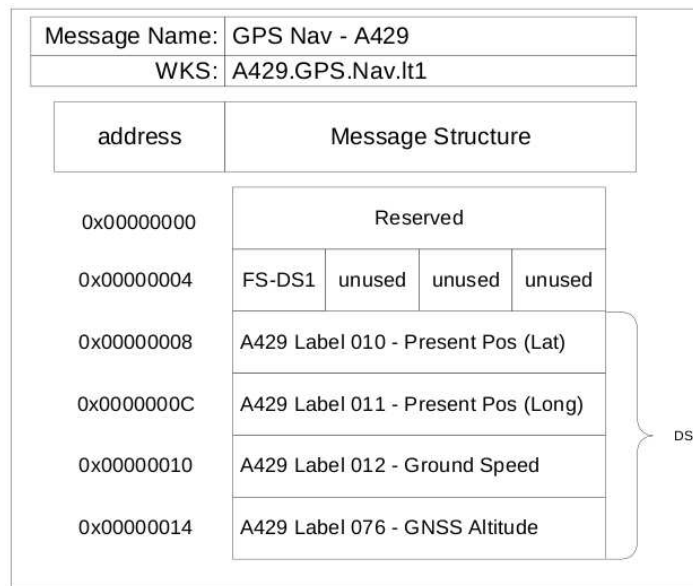 Message Name: GPS Nav - A429
WKS: A429.GPS.Nav.lt1
address Message Structure
0x00000000 Reserved
0x00000004 FS-DS1 unused unused unused
0x00000008 A429 Label 010 - Present Pos (Lat)
0x0000000C A429 Label 011 - Present Pos (Long)
DS
0x00000010 A429 Label 012 - Ground Speed
0x00000014 A429 Label 076 - GNSS Altitude